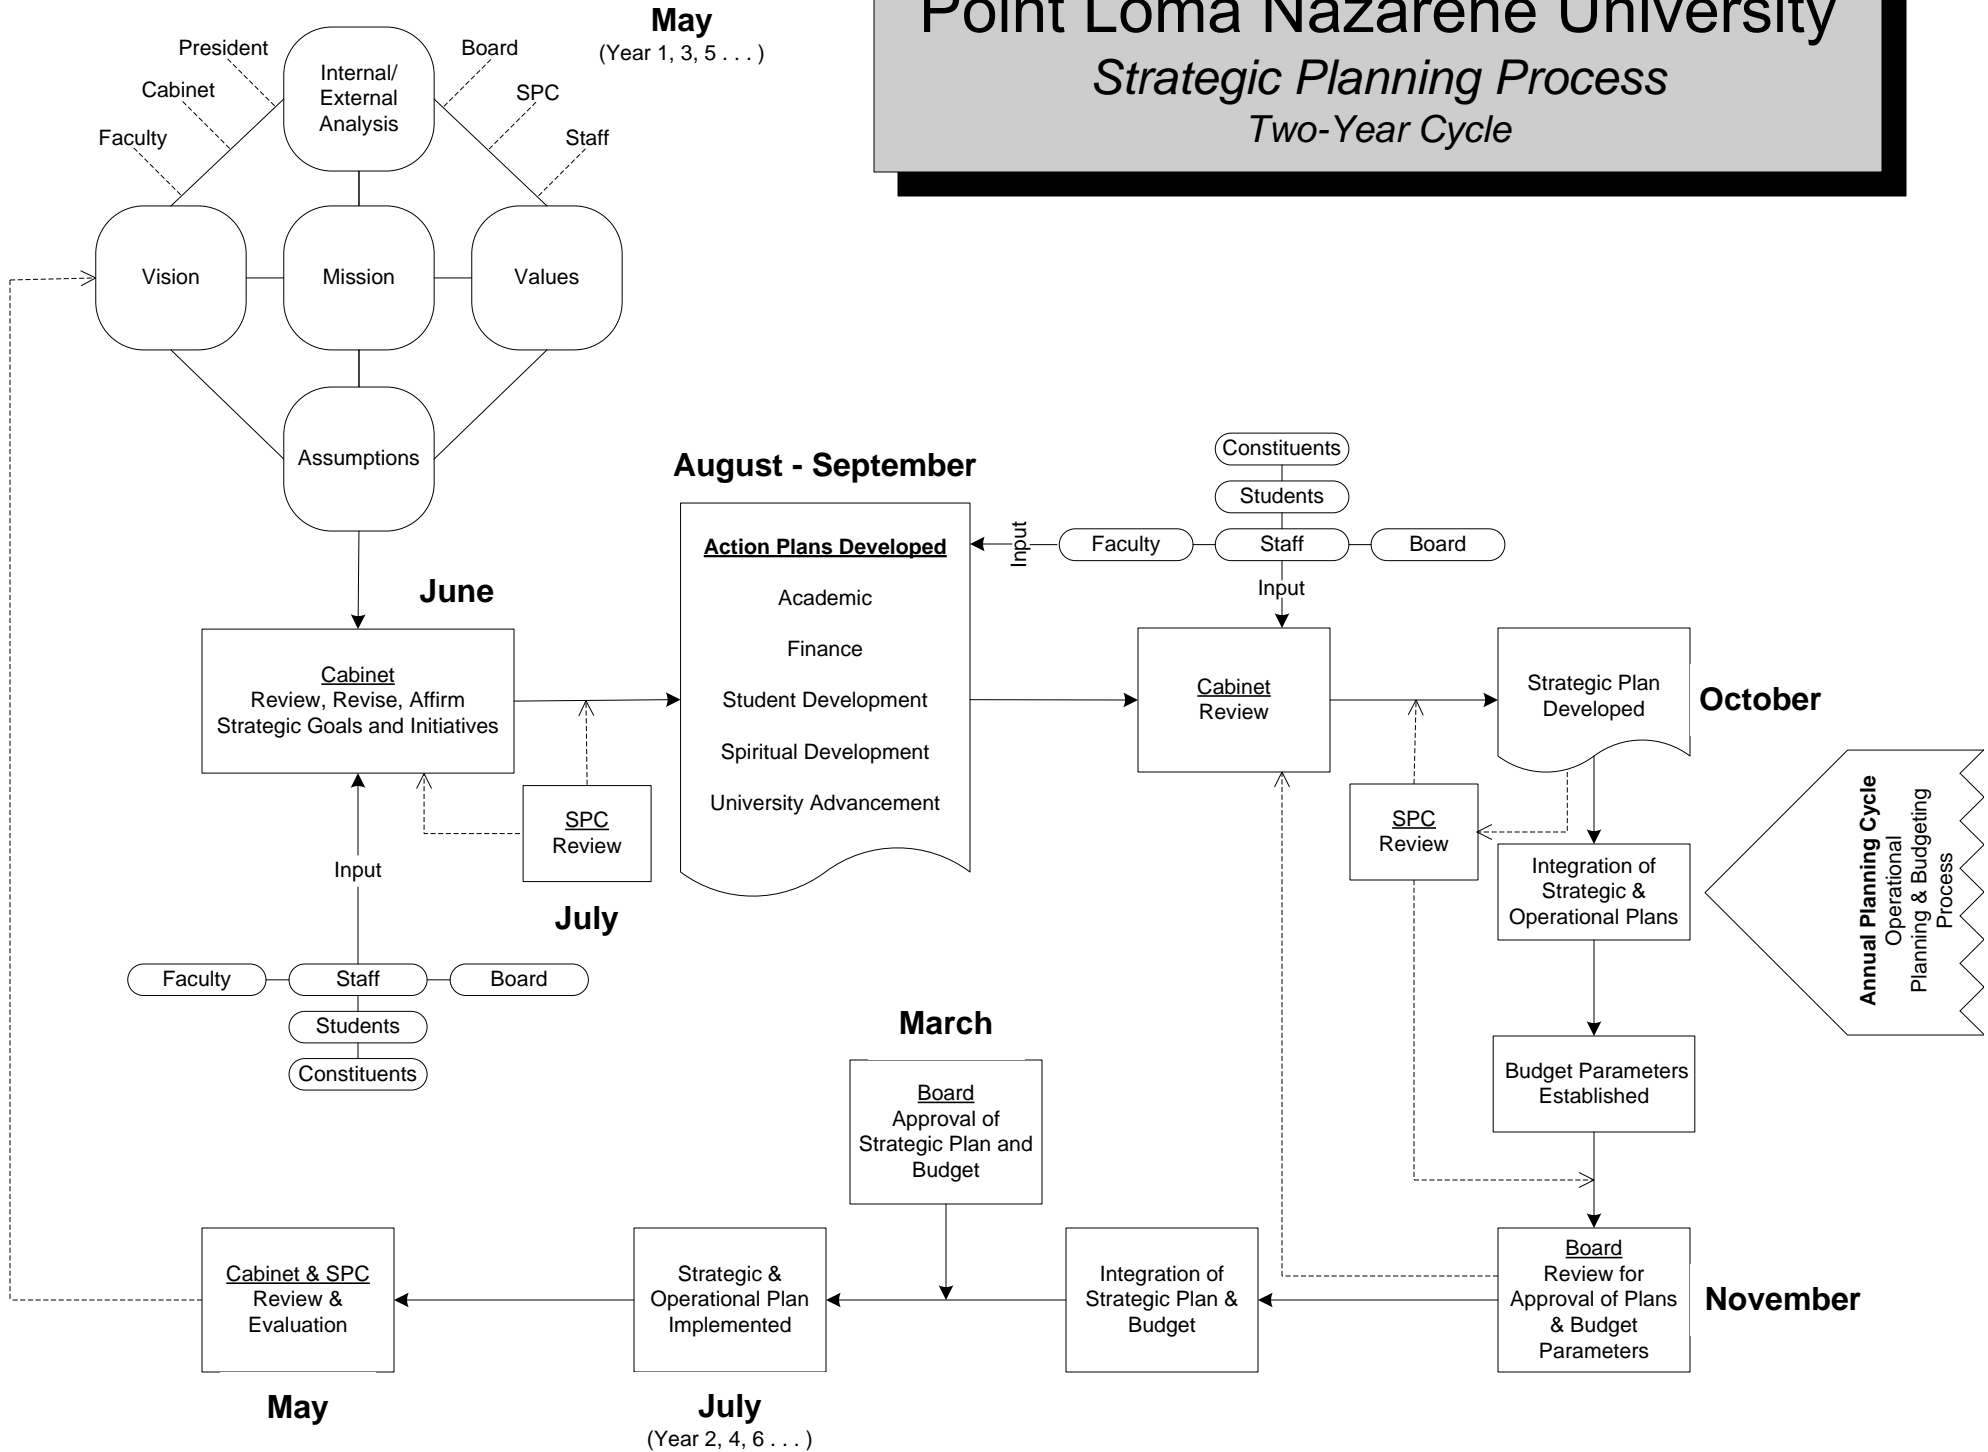 May
(Year 1, 3, 5 . . . )
Point Loma Nazarene University
Strategic Planning Process
Two-Year Cycle
President
Cabinet
Faculty
Internal/
External
Analysis
Board
SPC
Staff
Vision
Mission
Values
Assumptions
June
Cabinet
Review, Revise, Affirm
Strategic Goals and Initiatives
Input
Faculty
Staff
Board
Students
Constituents
SPC
Review
July
August - September
Action Plans Developed
Academic
Finance
Student Development
Spiritual Development
University Advancement
Input
Constituents
Students
Faculty
Staff
Board
Input
Cabinet
Review
SPC
Review
Strategic Plan
Developed
October
Integration of
Strategic &
Operational Plans
Annual Planning Cycle
Operational
Planning & Budgeting
Process
Budget Parameters
Established
Board
Review for
Approval of Plans
& Budget
Parameters
November
Integration of
Strategic Plan &
Budget
March
Board
Approval of
Strategic Plan and
Budget
Strategic &
Operational Plan
Implemented
July
(Year 2, 4, 6 . . . )
Cabinet & SPC
Review &
Evaluation
May